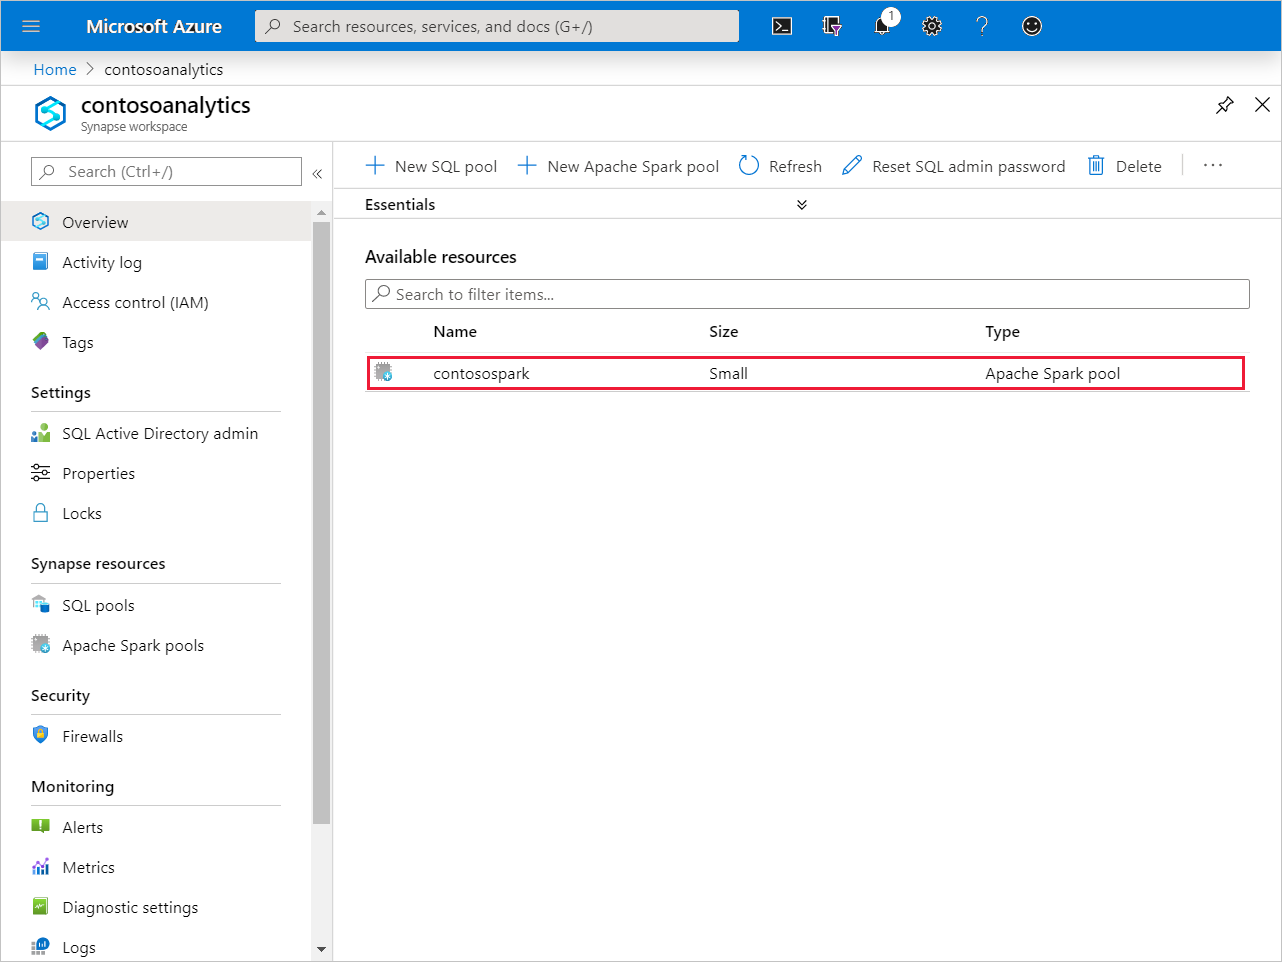 Microsoft Azure
Search resources, services, and docs (G+/)
1
Home > contosoanalytics
contosoanalytics
Synapse workspace
Search (Ctrl+/)
«
New SQL pool
New Apache Spark pool
Refresh
Reset SQL admin password
Delete
...
Essentials
Available resources
Search to filter items...
Name Size Type
contosospark Small Apache Spark pool
Overview
Activity log
Access control (IAM)
Tags
Settings
SQL Active Directory admin
Properties
Locks
Synapse resources
SQL pools
Apache Spark pools
Security
Firewalls
Monitoring
Alerts
Metrics
Diagnostic settings
Logs